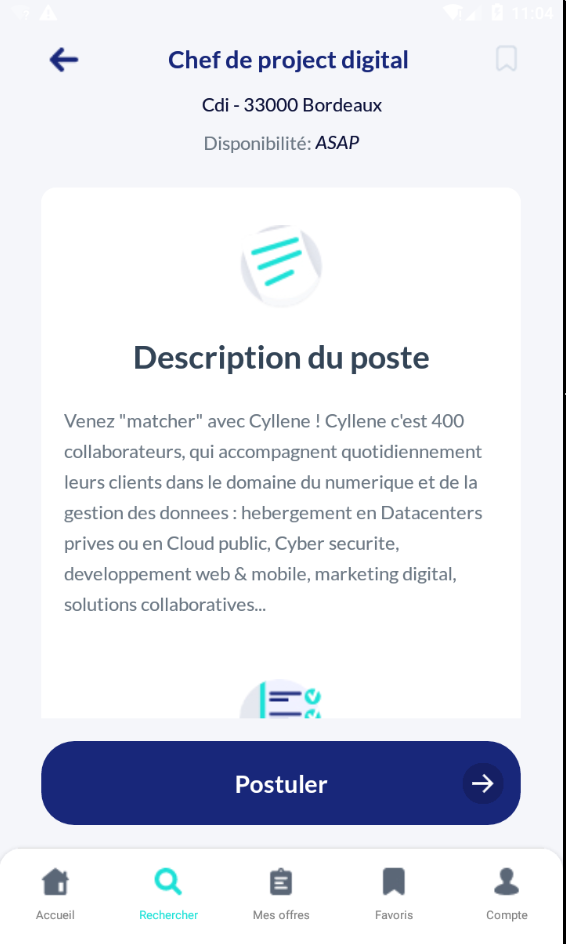 11:04
Chef de project digital
Cdi - 33000 Bordeaux
Disponibilité: ASAP
Description du poste
Venez "matcher" avec Cyllene ! Cyllene c'est 400
collaborateurs, qui accompagnent quotidiennement
leurs clients dans le domaine du numerique et de la
gestion des donnees : hebergement en Datacenters
prives ou en Cloud public, Cyber securite,
developpement web & mobile, marketing digital,
solutions collaboratives...
Postuler
Accueil
Rechercher
Mes offres
Favoris
Compte